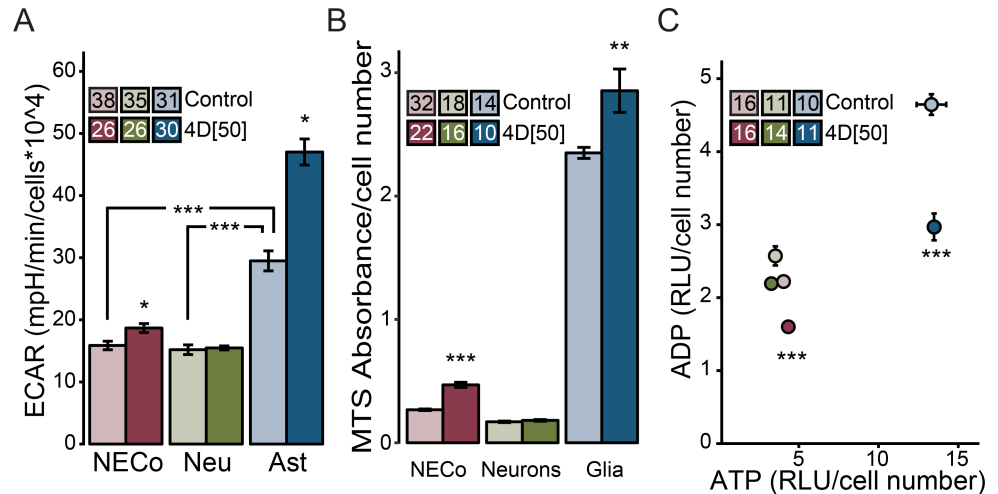 A
ECAR (mpH/min/cells*10^4)
60
50
40
30
20
10
0
38 35 31 Control
26 26 30 4D[50]
*
***
***
*
NECo Neu Ast
B
MTS Absorbance/cell number
3
2
1
0
32 18 14 Control
22 16 10 4D[50]
**
***
NECo Neurons Glia
C
ADP (RLU/cell number)
5
4
3
2
1
0
16 11 10 Control
16 14 11 4D[50]
***
***
5 10 15
ATP (RLU/cell number)